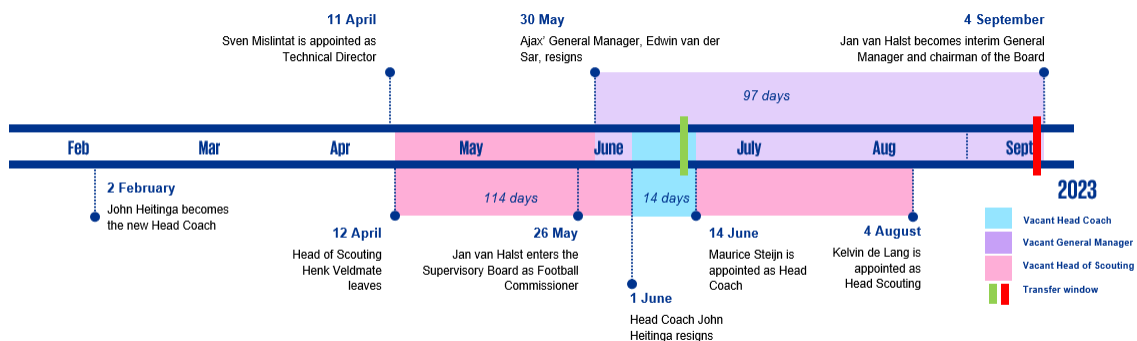 11 April
Sven Mislintat is appointed as
Technical Director
30 May
Ajax’ General Manager, Edwin van der
Sar, resigns
4 September
Jan van Halst becomes interim General
Manager and chairman of the Board
97 days
Feb
Mar
Apr
May
June
July
Aug
Sept
2023
2 February
John Heitinga becomes
the new Head Coach
114 days
14 days
12 April
Head of Scouting
Henk Veldmate
leaves
26 May
Jan van Halst enters the
Supervisory Board as Football
Commissioner
1 June
Head Coach John
Heitinga resigns
14 June
Maurice Steijn is
appointed as Head
Coach
4 August
Kelvin de Lang is
appointed as
Head Scouting
Vacant Head Coach
Vacant General Manager
Vacant Head of Scouting
Transfer window